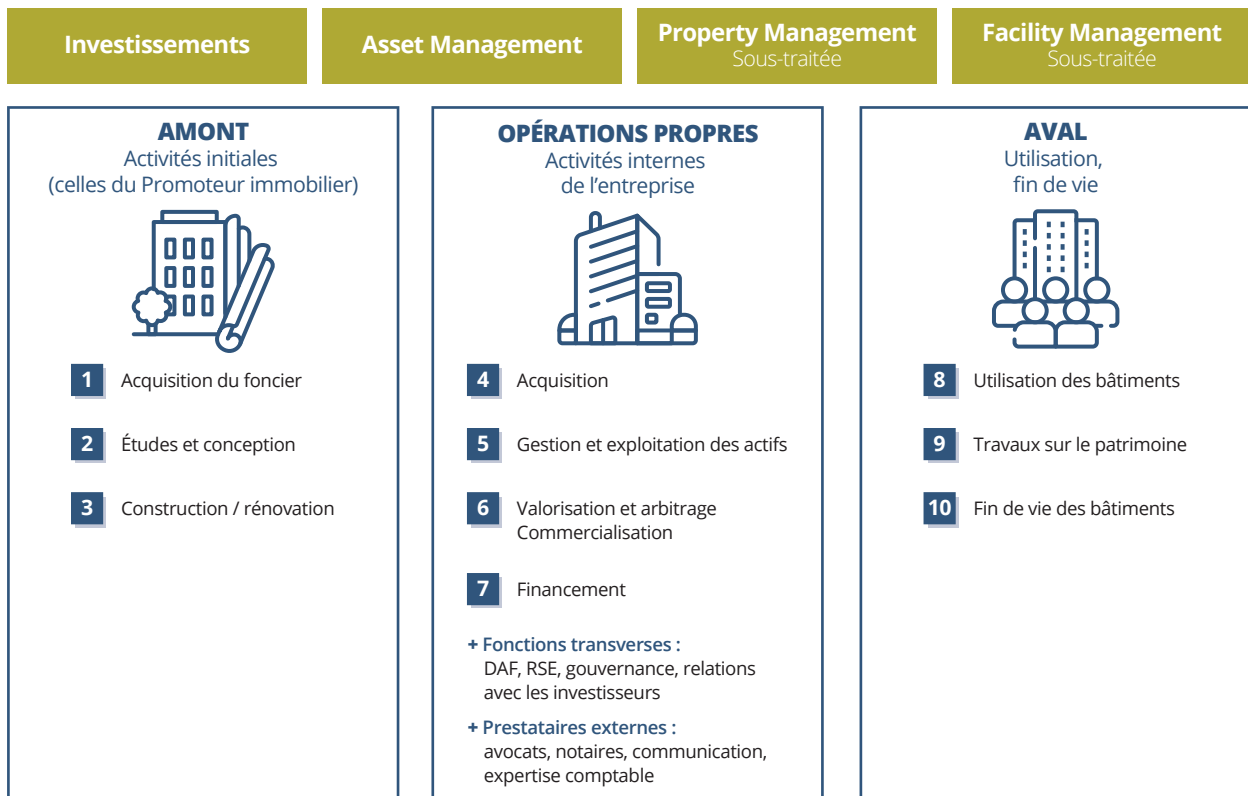 Investissements
Asset Management
Property Management
Sous-traitée
Facility Management
Sous-traitée
AMONT
Activités initiales
(celles du Promoteur immobilier)
1 Acquisition du foncier
2 Études et conception
3 Construction / rénovation
OPÉRATIONS PROPRES
Activités internes
de l’entreprise
4 Acquisition
5 Gestion et exploitation des actifs
6 Valorisation et arbitrage
Commercialisation
7 Financement
+ Fonctions transverses :
DAF, RSE, gouvernance, relations
avec les investisseurs
+ Prestataires externes :
avocats, notaires, communication,
expertise comptable
AVAL
Utilisation,
fin de vie
8 Utilisation des bâtiments
9 Travaux sur le patrimoine
10 Fin de vie des bâtiments